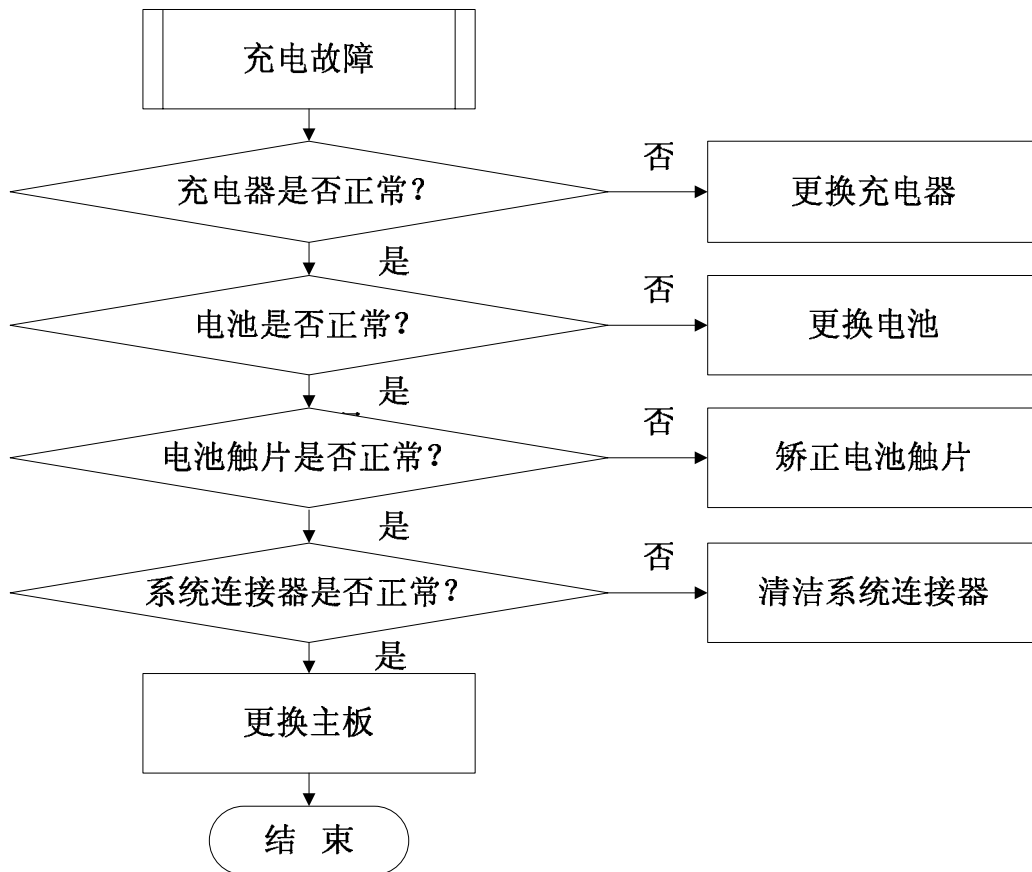 充电故障
充电器是否正常？
否
更换充电器
是
电池是否正常？
否
更换电池
是
电池触片是否正常？
否
矫正电池触片
是
系统连接器是否正常？
否
清洁系统连接器
是
更换主板
结 束